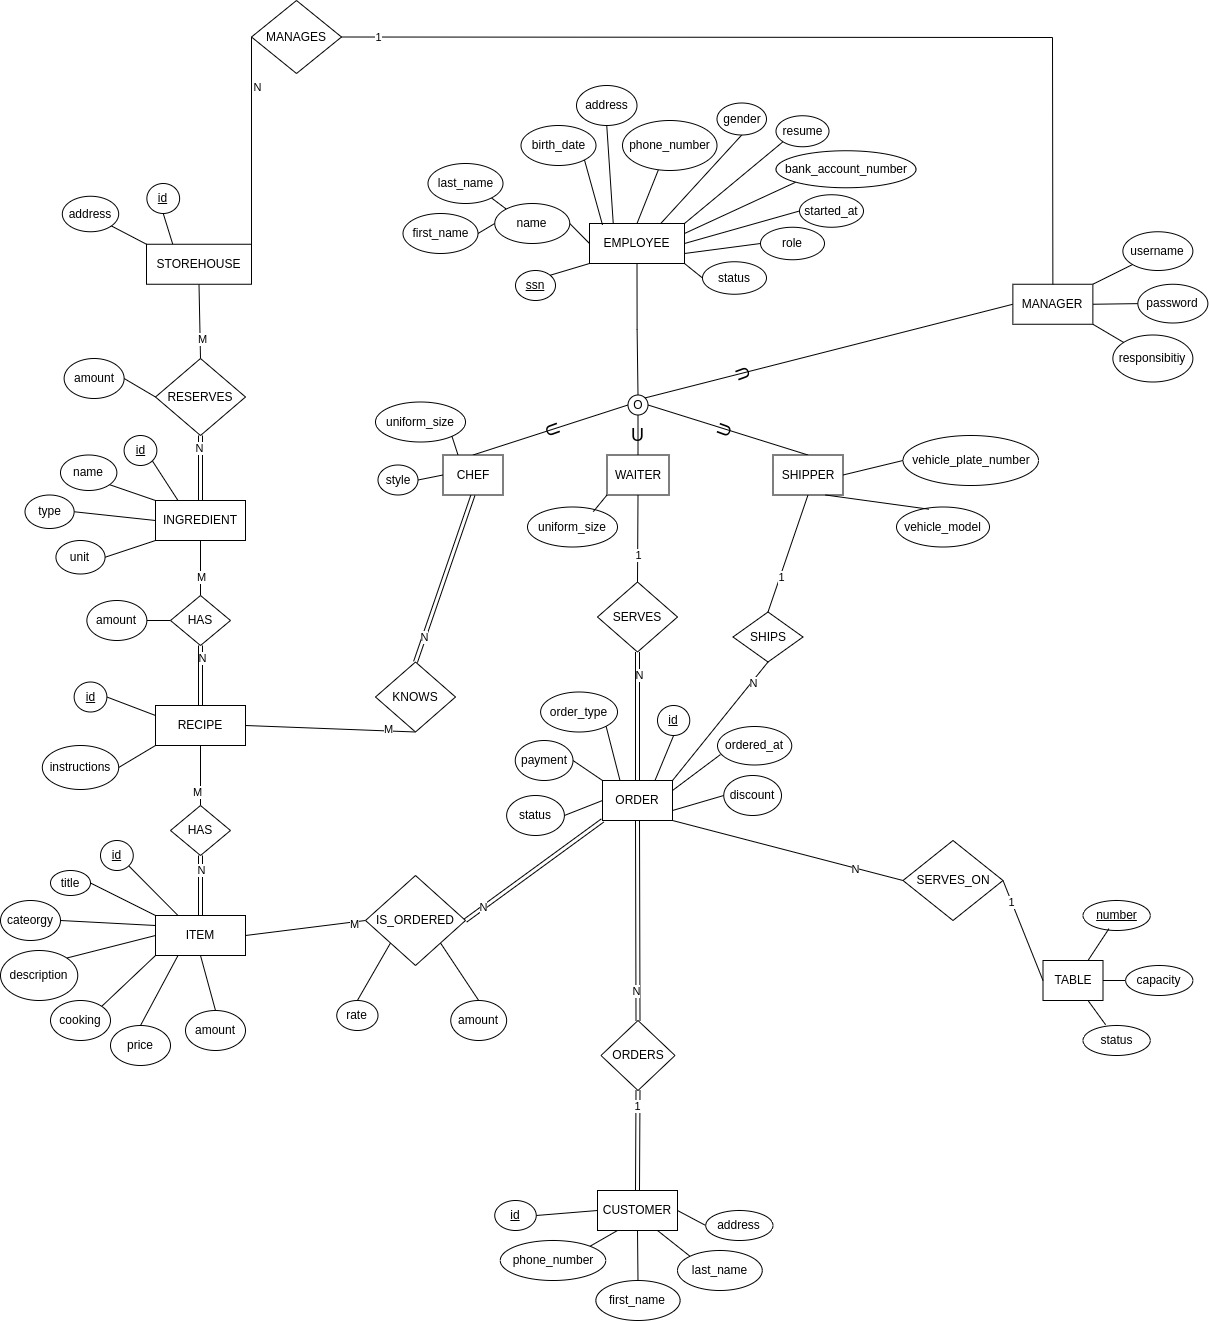 MANAGES
1
N
address
gender
phone_number
resume
birth_date
bank_account_number
last_name
id
address
started_at
name
first_name
EMPLOYEE
role
username
STOREHOUSE
status
ssn
MANAGER
password
M
responsibitiy
U
amount
RESERVES
O
uniform_size
U
U
U
N
id
name
style
CHEF
WAITER
SHIPPER
vehicle_plate_number
type
INGREDIENT
uniform_size
vehicle_model
unit
1
M
1
amount
HAS
SERVES
N
SHIPS
N
N
N
id
KNOWS
order_type
id
RECIPE
M
ordered_at
payment
instructions
M
discount
ORDER
status
HAS
id
N
N
SERVES_ON
title
1
N
cateorgy
M
IS_ORDERED
number
ITEM
description
TABLE
capacity
N
cooking
rate
amount
amount
price
status
ORDERS
1
id
CUSTOMER
address
phone_number
last_name
first_name